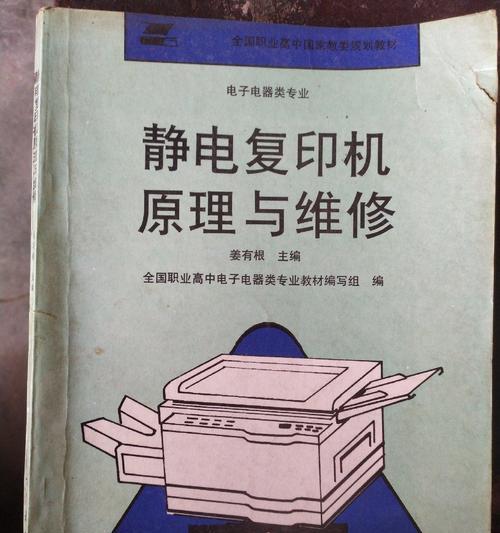 全国职业高中国家教委规划教材
电子电器类专业
静电复印机
原理与维修
姜有根 主编
全国职业高中电子电器类专业教材编写组 编